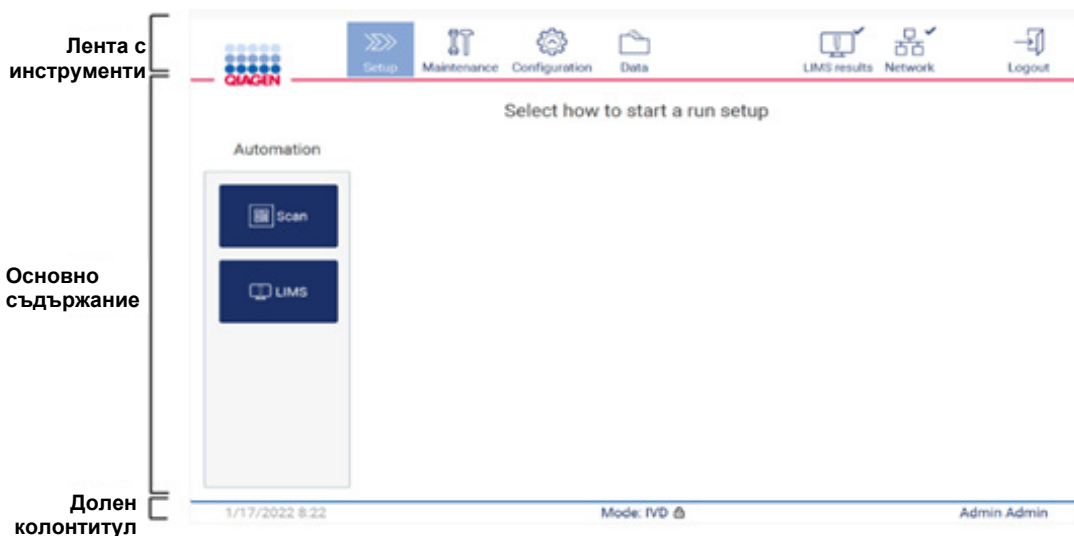 Лента с
инструменти
QIAGEN
Setup Maintenance Configuration Data LIMS results Network Logout
Select how to start a run setup
Automation
Scan
LIMS
Основно
съдържание
Долен
колонтитул
1/17/2022 8:22 Mode: IVD Admin Admin